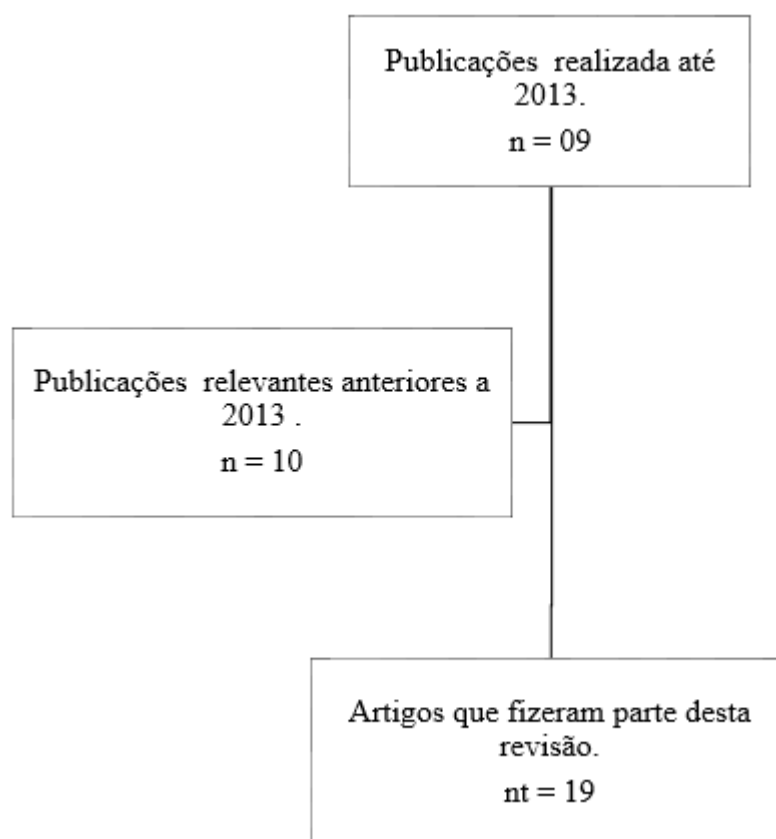 Publicações realizada até
2013.
n = 09
Publicações relevantes anteriores a
2013 .
n = 10
Artigos que fizeram parte desta
revisão.
nt = 19